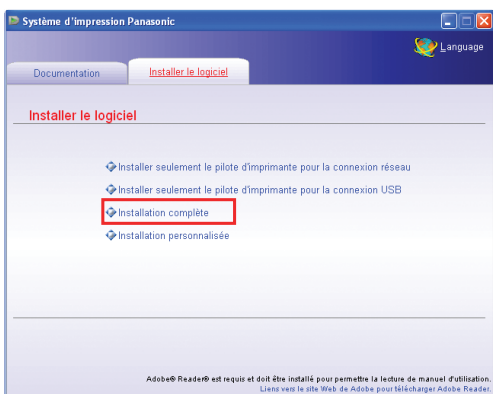 Système d'impression Panasonic
Language
Documentation
Installer le logiciel
Installer le logiciel
Installer seulement le pilote d'imprimante pour la connexion réseau
Installer seulement le pilote d'imprimante pour la connexion USB
Installation complète
Installation personnalisée
Adobe® Reader® est requis et doit être installé pour permettre la lecture de manuel d'utilisation.
Liens vers le site Web de Adobe pour télécharger Adobe Reader.